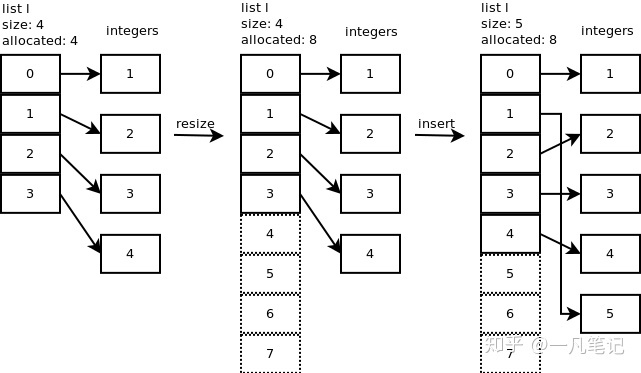 list l
size: 4
allocated: 4
integers
0
1
1
2
2
3
3
4
resize
list l
size: 4
allocated: 8
integers
0
1
1
2
2
3
3
4
4
5
6
7
insert
list l
size: 5
allocated: 8
integers
0
1
1
2
2
3
3
4
4
5
5
6
7
知乎 @一凡笔记